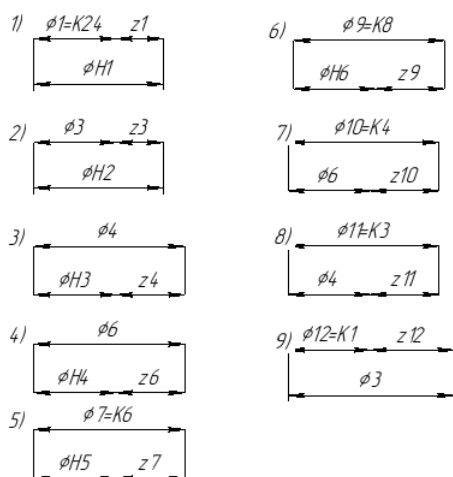 1) ϕ1=K24 z1
ϕH1
2) ϕ3 z3
ϕH2
3) ϕ4
ϕH3 z4
4) ϕ6
ϕH4 z6
5) ϕ7=K6
ϕH5 z7
6) ϕ9=K8
ϕH6 z9
7) ϕ10=K4
ϕ6 z10
8) ϕ11=K3
ϕ4 z11
9) ϕ12=K1 z12
ϕ3